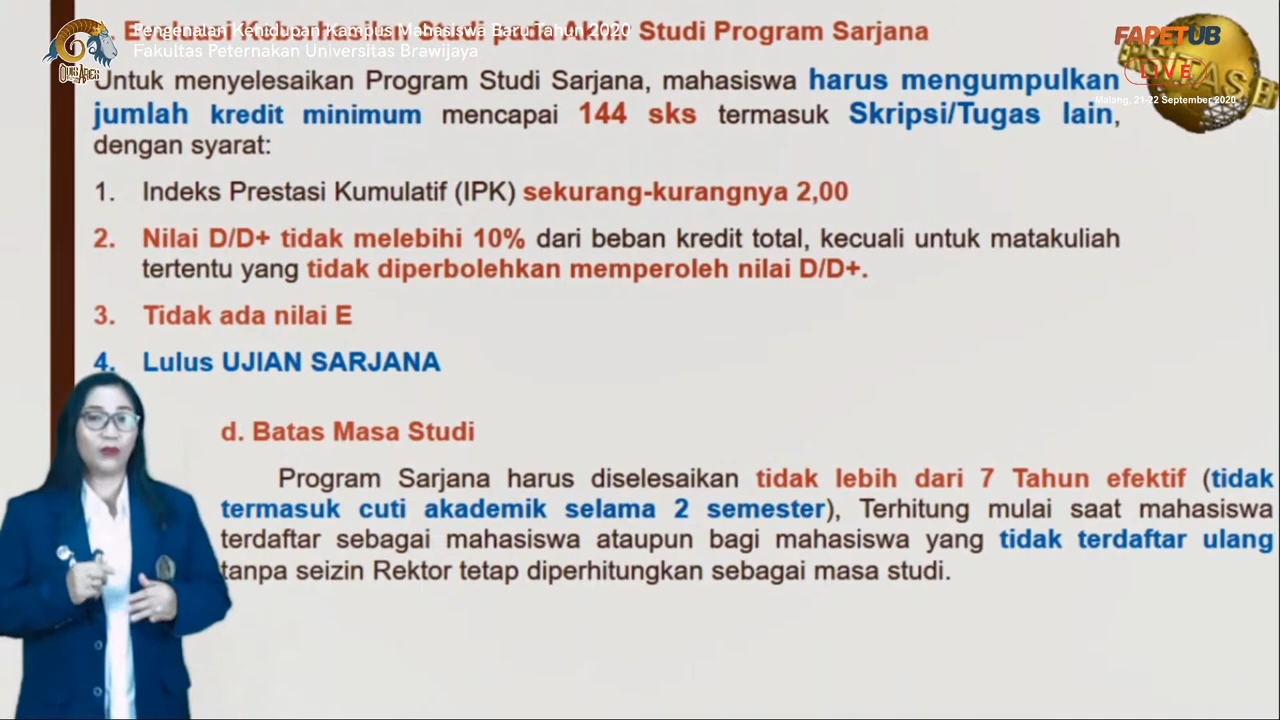 Pengenalan Kehidupan Kampus Mahasiswa Baru Tahun 2020
Fakultas Peternakan Universitas Brawijaya
Studi pada Akhir Studi Program Sarjana
FAPETUB
LIVE
Malang, 21-22 September 2020
Untuk menyelesaikan Program Studi Sarjana, mahasiswa harus mengumpulkan
jumlah kredit minimum mencapai 144 sks termasuk Skripsi/Tugas lain,
dengan syarat:
1. Indeks Prestasi Kumulatif (IPK) sekurang-kurangnya 2,00
2. Nilai D/D+ tidak melebihi 10% dari beban kredit total, kecuali untuk matakuliah
tertentu yang tidak diperbolehkan memperoleh nilai D/D+.
3. Tidak ada nilai E
4. Lulus UJIAN SARJANA
d. Batas Masa Studi
Program Sarjana harus diselesaikan tidak lebih dari 7 Tahun efektif (tidak
termasuk cuti akademik selama 2 semester), Terhitung mulai saat mahasiswa
terdaftar sebagai mahasiswa ataupun bagi mahasiswa yang tidak terdaftar ulang
tanpa seizin Rektor tetap diperhitungkan sebagai masa studi.